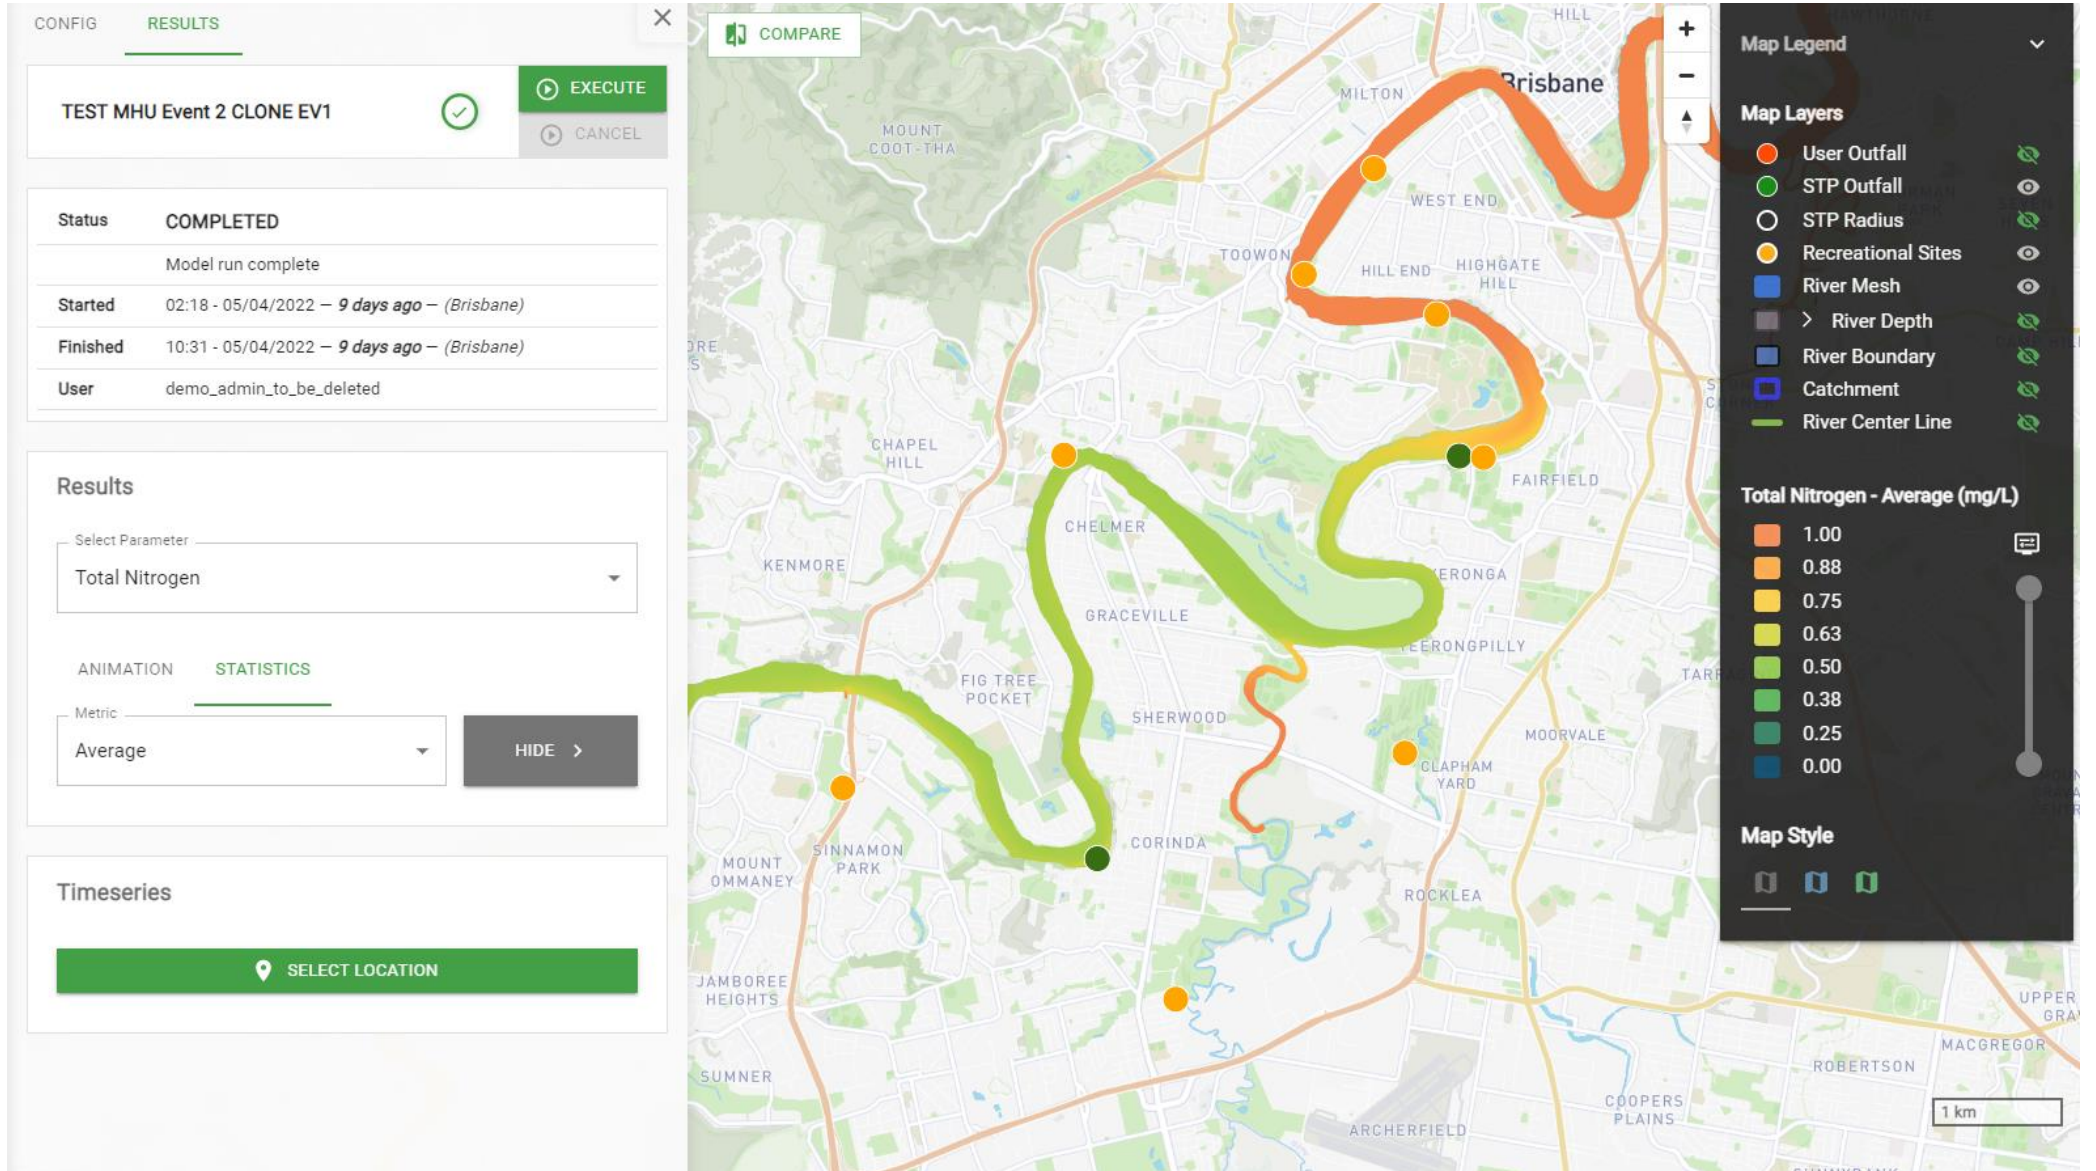 CONFIG
RESULTS
TEST MHU Event 2 CLONE EV1
EXECUTE
CANCEL
Status COMPLETED
Model run complete
Started 02:18 - 05/04/2022 — 9 days ago — (Brisbane)
Finished 10:31 - 05/04/2022 — 9 days ago — (Brisbane)
User demo_admin_to_be_deleted
Results
Select Parameter
Total Nitrogen
ANIMATION
STATISTICS
Metric
Average
HIDE
Timeseries
SELECT LOCATION
COMPARE
HILL
Brisbane
MILTON
MOUNT
COOT-THA
WEST END
TOOWON
HILL END
HIGHGATE
HILL
CHAPEL
HILL
FAIRFIELD
CHELMER
KENMORE
ERONGA
GRACEVILLE
EERONGPILLY
FIG TREE
POCKET
SHERWOOD
MOORVALE
CLAPHAM
YARD
CORINDA
SINNAMON
PARK
MOUNT
OMMANEY
ROCKLEA
JAMBOREE
HEIGHTS
UPPER
GRA
MACGREGOR
ROBERTSON
SUMNER
COOPERS
PLAINS
ARCHERFIELD
1 km
+
−
Map Legend
Map Layers
User Outfall
STP Outfall
STP Radius
Recreational Sites
River Mesh
River Depth
River Boundary
Catchment
River Center Line
Total Nitrogen - Average (mg/L)
1.00
0.88
0.75
0.63
0.50
0.38
0.25
0.00
Map Style